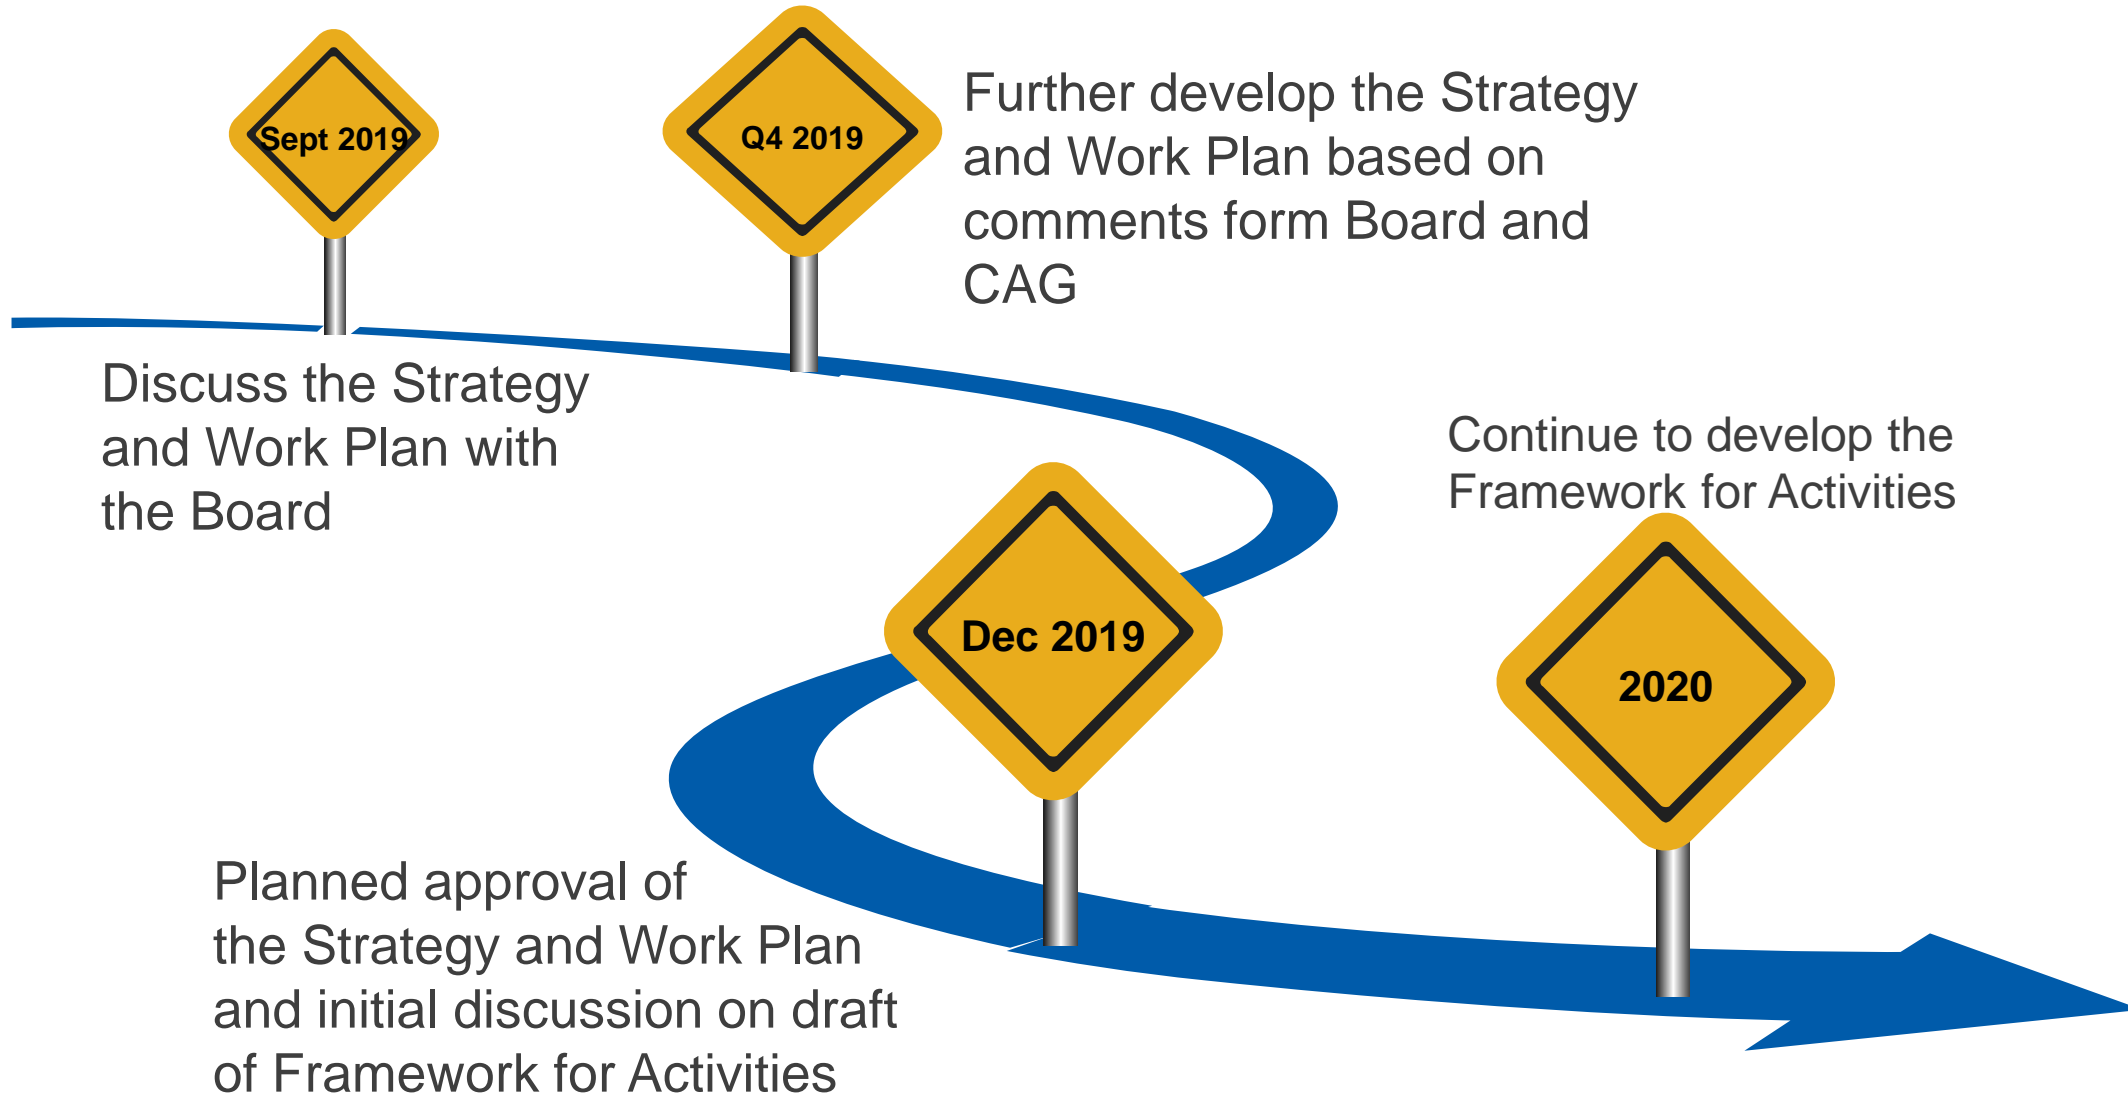 Sept 2019
Discuss the Strategy
and Work Plan with
the Board
Q4 2019
Further develop the Strategy
and Work Plan based on
comments form Board and
CAG
Dec 2019
Planned approval of
the Strategy and Work Plan
and initial discussion on draft
of Framework for Activities
Continue to develop the
Framework for Activities
2020